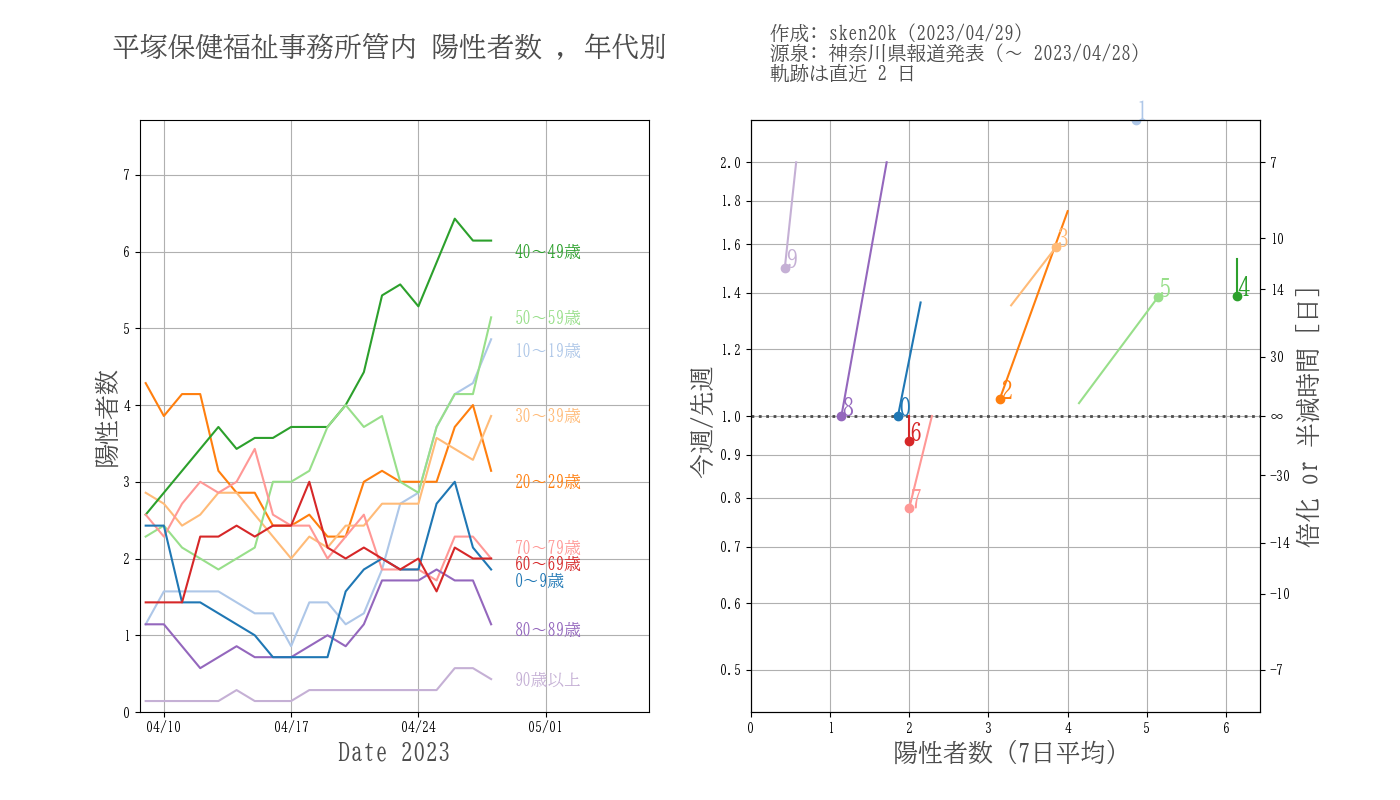 平塚保健福祉事務所管内 陽性者数 , 年代別
作成: sken20k (2023/04/29)
源泉: 神奈川県報道発表 (～ 2023/04/28)
軌跡は直近 2 日
陽性者数
7
6
5
4
3
2
1
0
40～49歳
50～59歳
10～19歳
30～39歳
20～29歳
70～79歳
60～69歳
0～9歳
80～89歳
90歳以上
04/10 04/17 04/24 05/01
Date 2023
今週/先週
2.0
1.8
1.6
1.4
1.2
1.0
0.9
0.8
0.7
0.6
0.5
1
3
9
5
4
2
8
0
6
7
7
10
14
30
∞
-30
-14
-10
-7
倍化 or 半減時間 [日]
0 1 2 3 4 5 6
陽性者数 (7日平均)